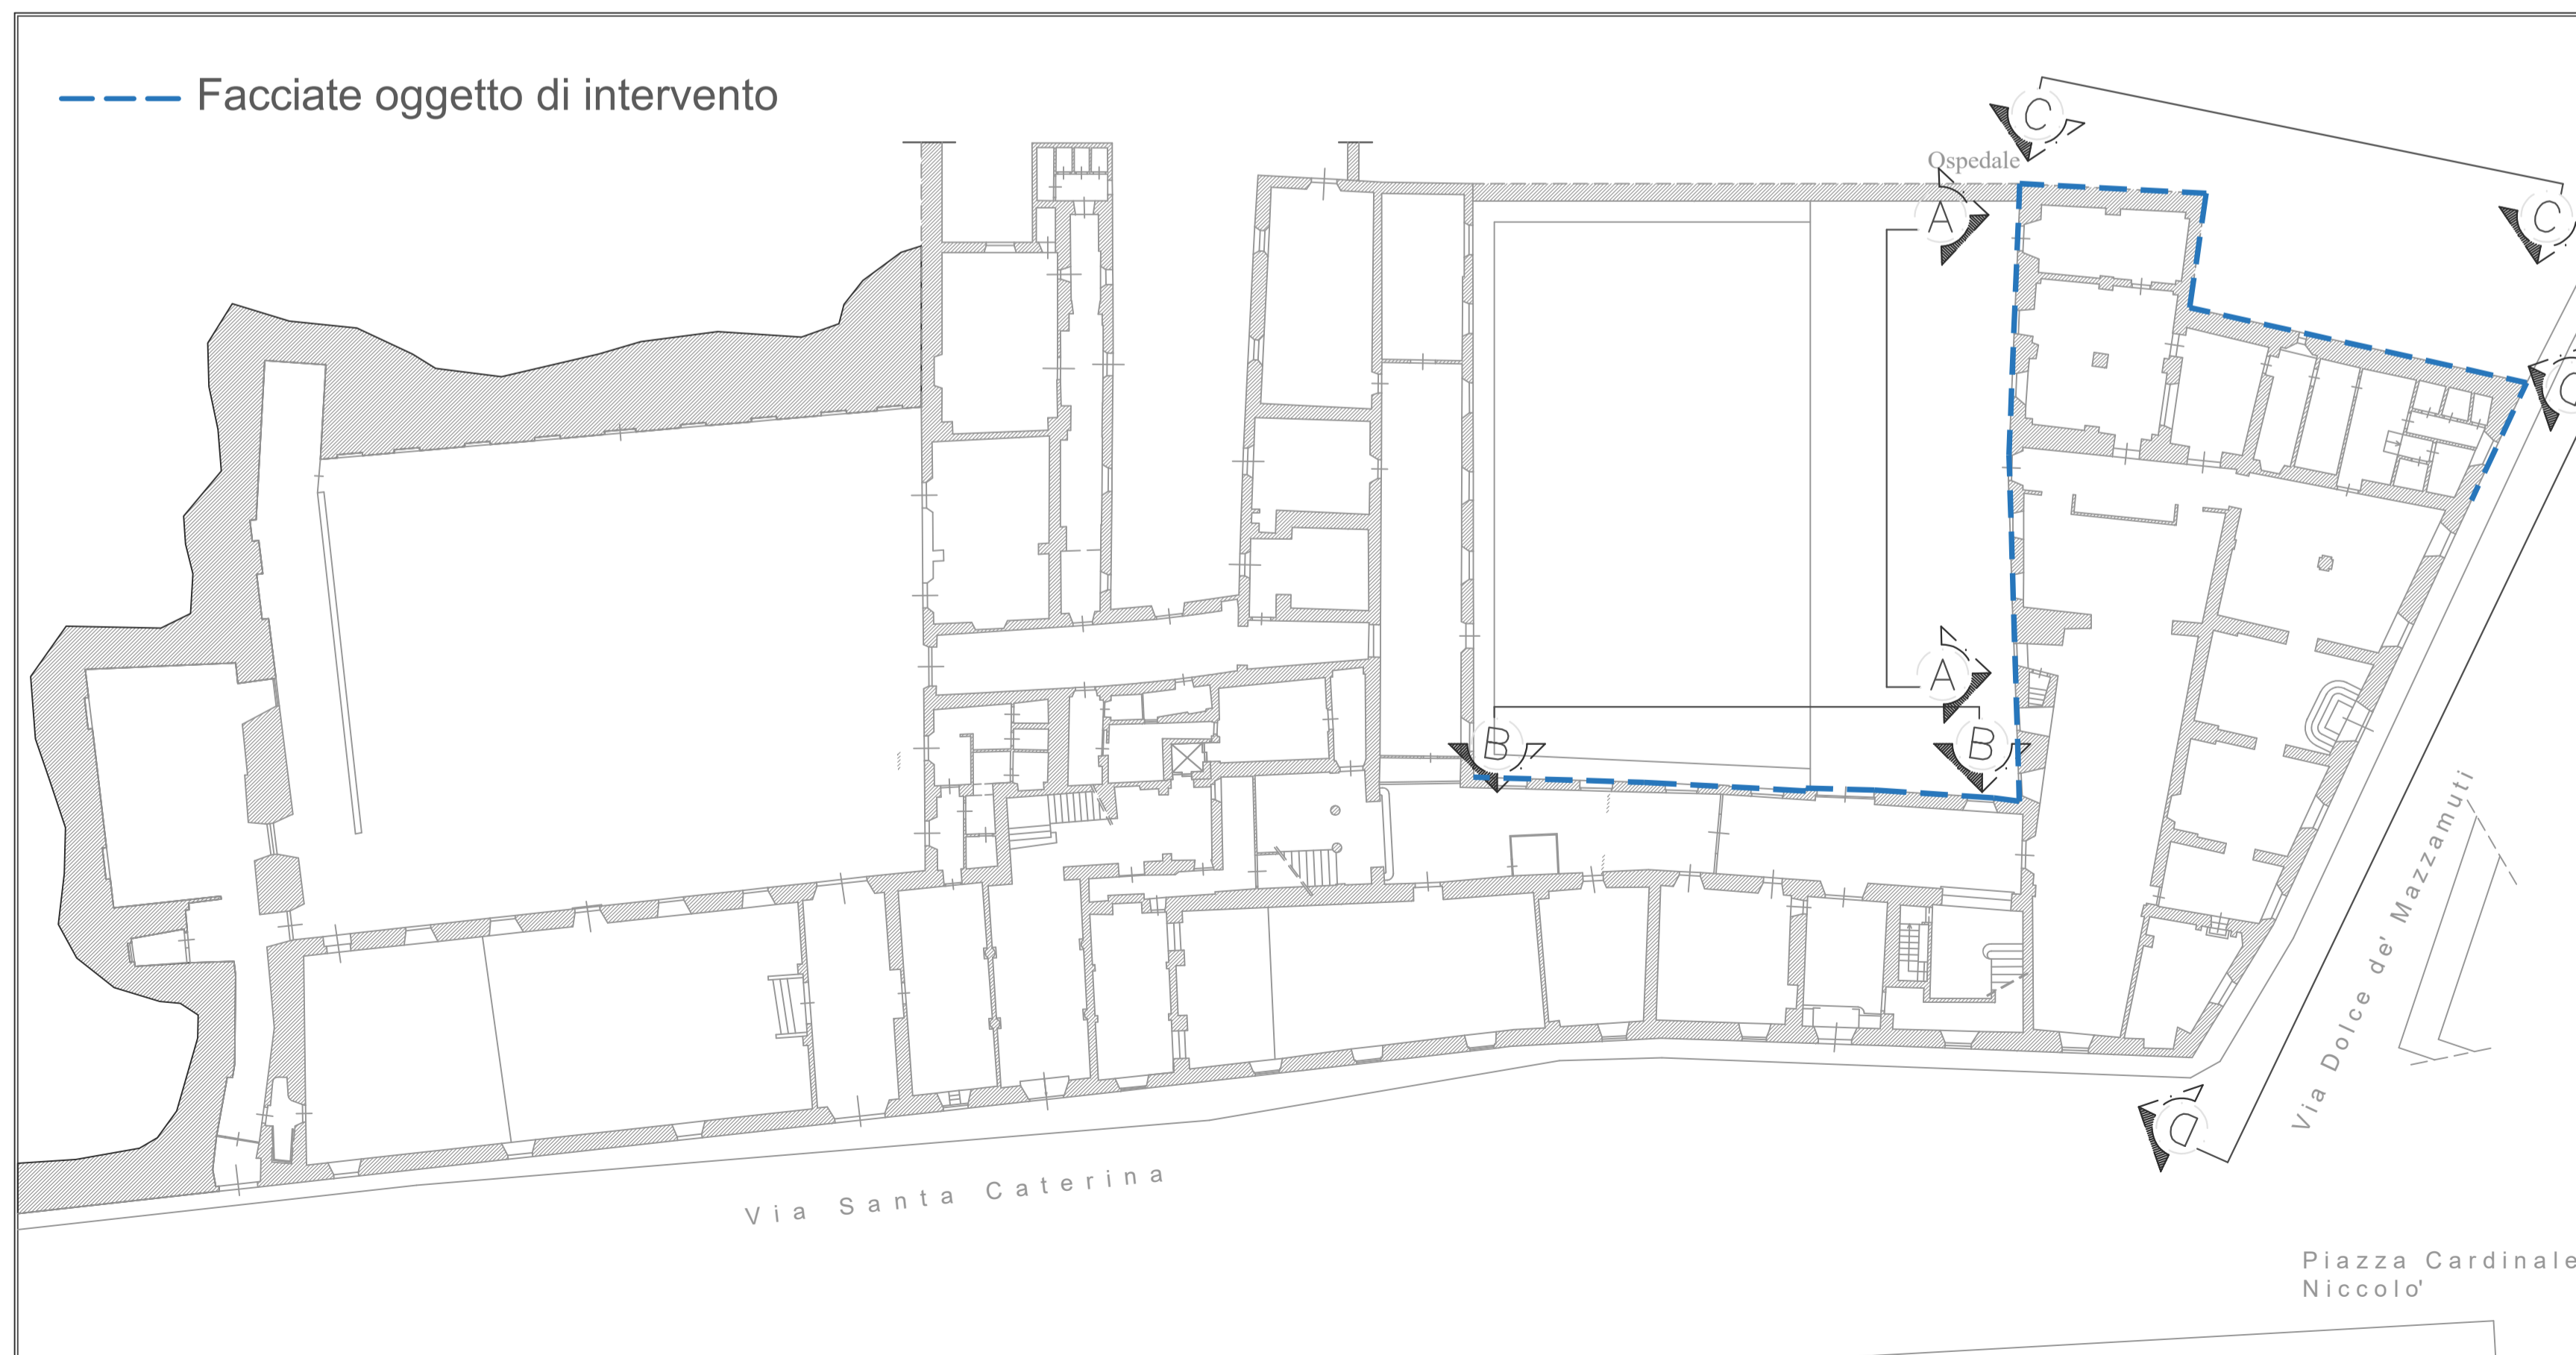 Facciate oggetto di intervento
C
C
Ospedale
A
C
A
B
B
Via Dolce de' Mazzamuti
D
Via Santa Caterina
Piazza Cardinale
Niccolo'